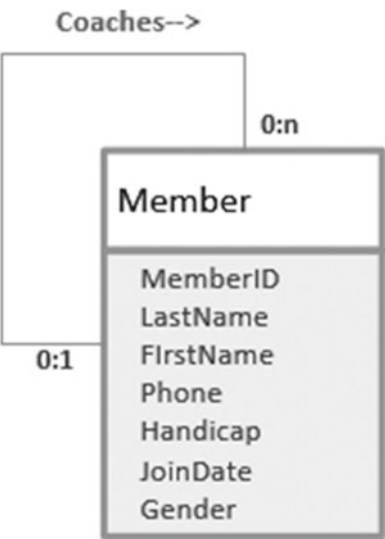 Coaches-->
0:n
Member
MemberID
LastName
FIrstName
0:1
Phone
Handicap
JoinDate
Gender